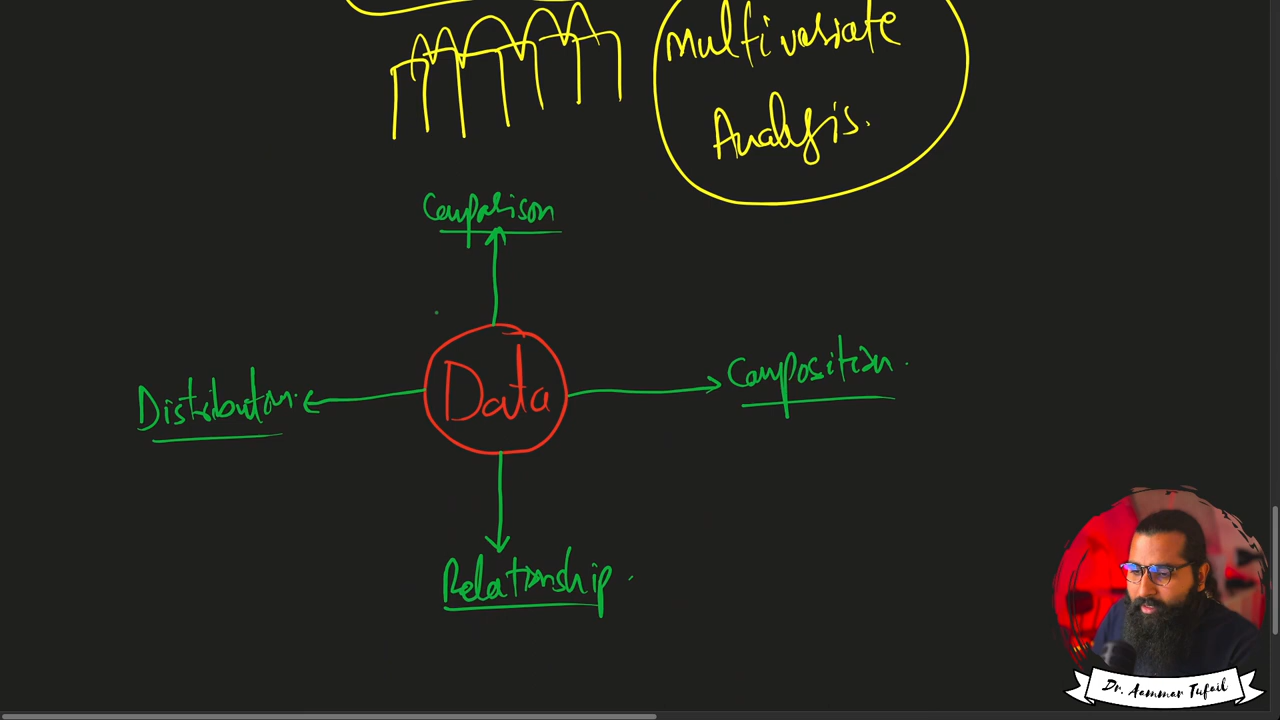 Multivariate
Analysis.
Comparison
Data
Composition.
Distribution.
Relationship.
Dr. Aammar Tufail